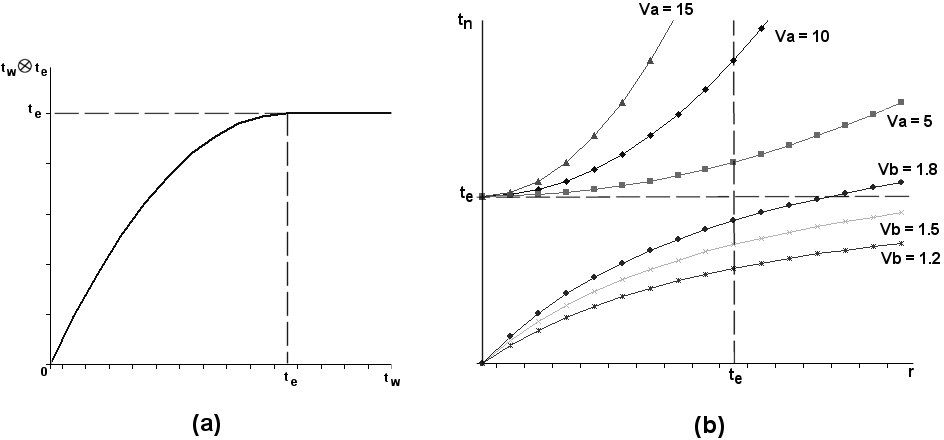 t_w ⊗ t_e
t_e
0
t_e
t_w
(a)
t_n
Va = 15
Va = 10
Va = 5
Vb = 1.8
t_e
Vb = 1.5
Vb = 1.2
t_e
r
(b)